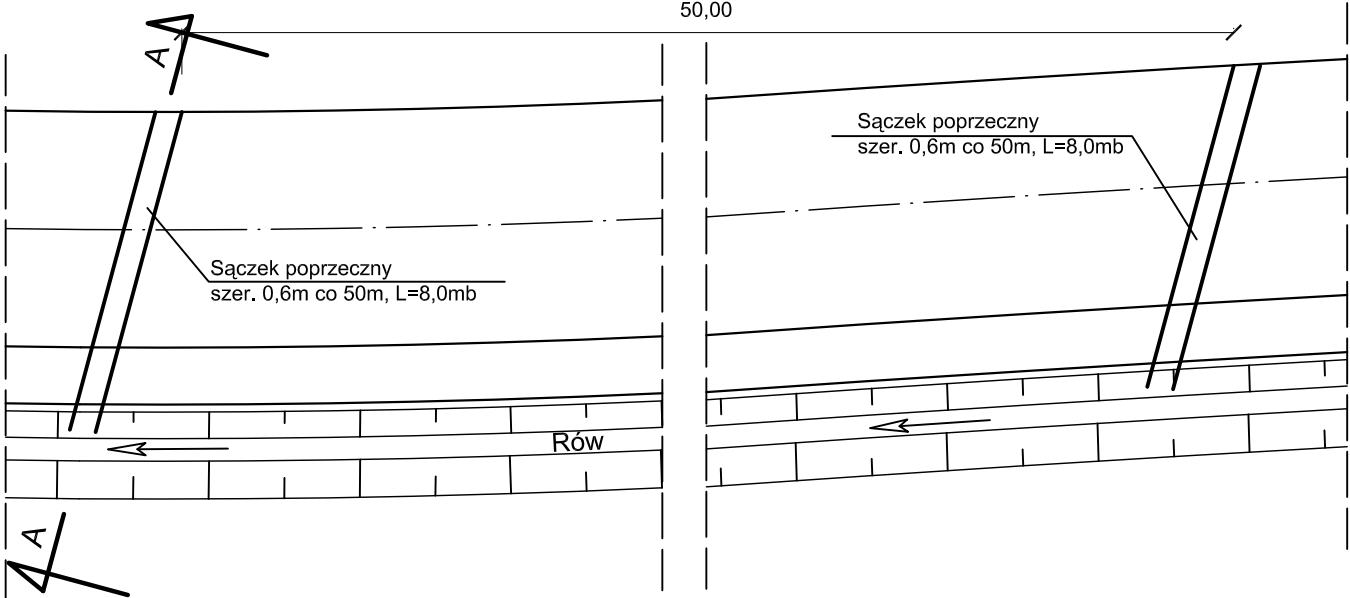 50,00
A
Sączek poprzeczny
szer. 0,6m co 50m, L=8,0mb
Sączek poprzeczny
szer. 0,6m co 50m, L=8,0mb
Rów
A